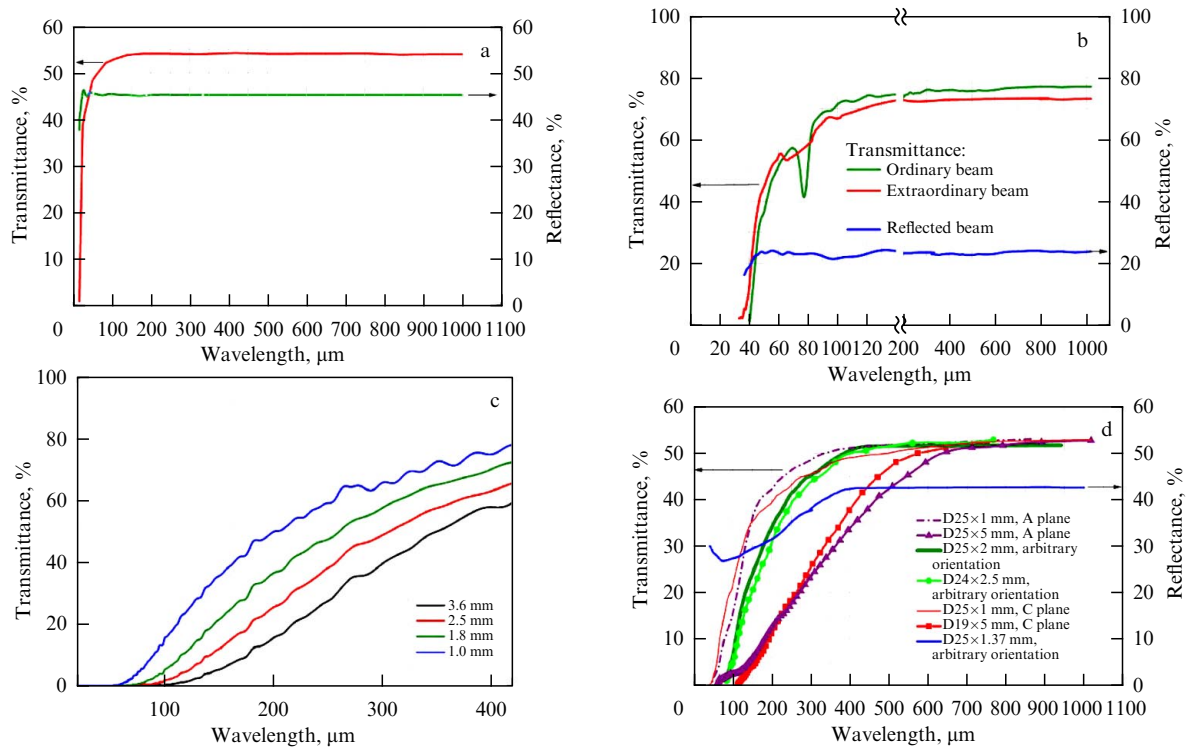 a
60
50
40
30
20
10
Transmittance, %
60
50
40
30
20
10
0
Reflectance, %
0 100 200 300 400 500 600 700 800 900 1000 1100
Wavelength, μm
b
100
80
60
40
20
Transmittance, %
Transmittance:
Ordinary beam
Extraordinary beam
Reflected beam
100
80
60
40
20
0
Reflectance, %
0 20 40 60 80 100 120 200 400 600 800 1000
Wavelength, μm
c
100
80
60
40
20
0
Transmittance, %
3.6 mm
2.5 mm
1.8 mm
1.0 mm
100 200 300 400
Wavelength, μm
d
60
50
40
30
20
10
Transmittance, %
D25×1 mm, A plane
D25×5 mm, A plane
D25×2 mm, arbitrary
orientation
D24×2.5 mm,
arbitrary orientation
D25×1 mm, C plane
D19×5 mm, C plane
D25×1.37 mm,
arbitrary orientation
60
50
40
30
20
10
0
Reflectance, %
0 100 200 300 400 500 600 700 800 900 1000 1100
Wavelength, μm